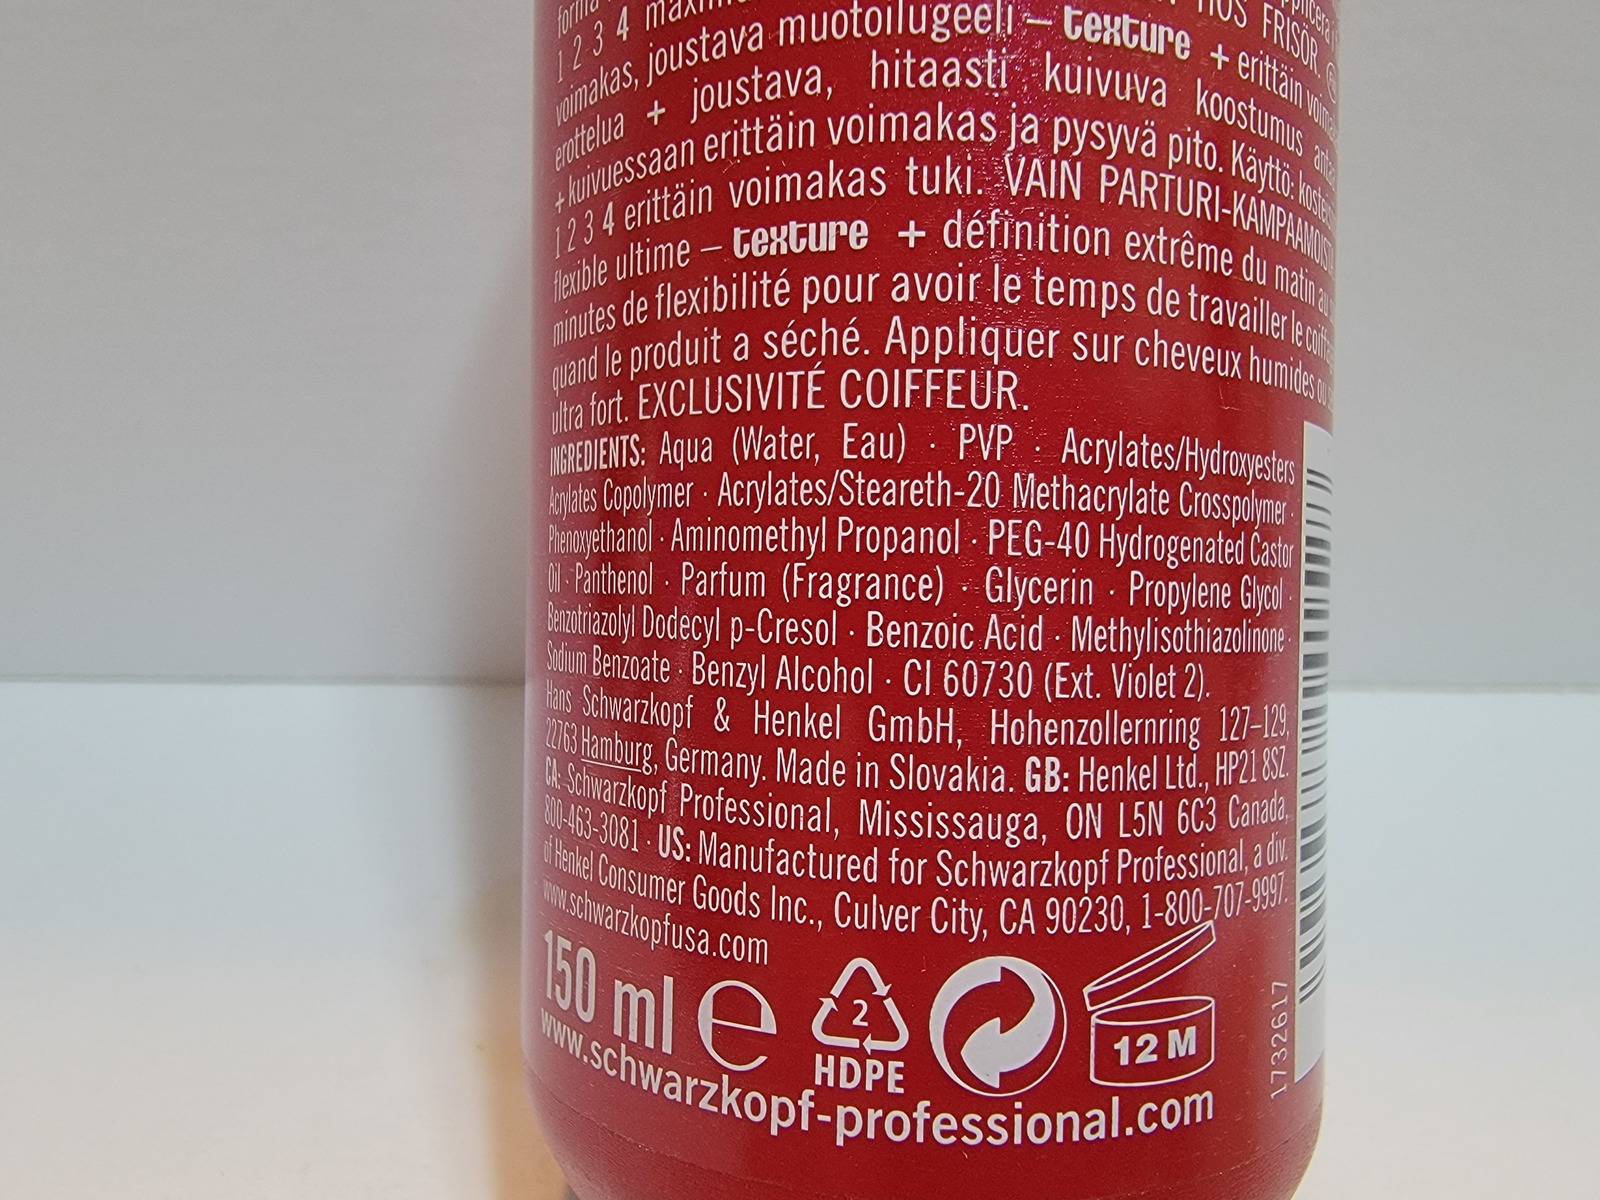 forma
1 2 3 4
HOS FRISÖR.
voimakas, joustava muotoilugeeli – texture + erittäin
erottelua + joustava, hitaasti kuivuva koostumus
+ kuivuessaan erittäin voimakas ja pysyvä pito. Käyttö:
1 2 3 4 erittäin voimakas tuki. VAIN PARTURI-KAMPAAMOISTA
flexible ultime – texture + définition extrême du matin au
minutes de flexibilité pour avoir le temps de travailler le
quand le produit a séché. Appliquer sur cheveux humides ou
ultra fort. EXCLUSIVITÉ COIFFEUR.
INGREDIENTS: Aqua (Water, Eau) · PVP · Acrylates/Hydroxyesters
Acrylates Copolymer · Acrylates/Steareth-20 Methacrylate Crosspolymer ·
Phenoxyethanol · Aminomethyl Propanol · PEG-40 Hydrogenated Castor
Oil · Panthenol · Parfum (Fragrance) · Glycerin · Propylene Glycol ·
Benzotriazolyl Dodecyl p-Cresol · Benzoic Acid · Methylisothiazolinone ·
Sodium Benzoate · Benzyl Alcohol · CI 60730 (Ext. Violet 2).
Hans Schwarzkopf & Henkel GmbH, Hohenzollernring 127–129,
22763 Hamburg, Germany. Made in Slovakia. GB: Henkel Ltd., HP21 8SZ.
CA: Schwarzkopf Professional, Mississauga, ON L5N 6C3 Canada,
800-463-3081 · US: Manufactured for Schwarzkopf Professional, a div.
of Henkel Consumer Goods Inc., Culver City, CA 90230, 1-800-707-9997.
www.schwarzkopfusa.com
150 ml e
2
HDPE
12 M
www.schwarzkopf-professional.com
1732617